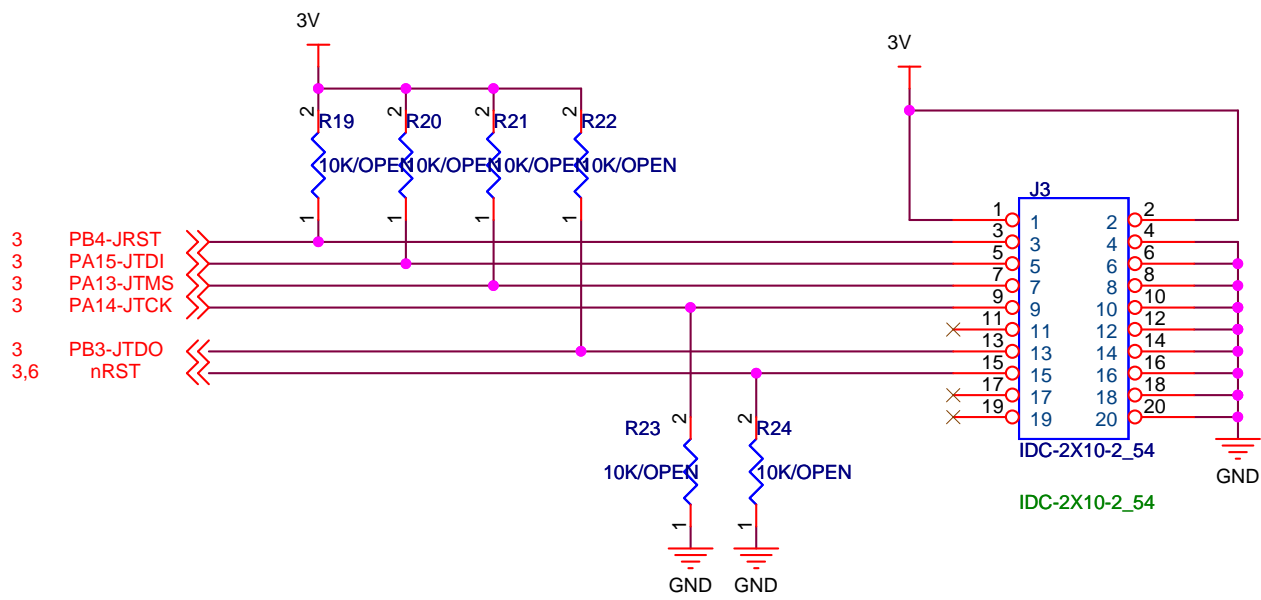 3V
3V
2 R19 2 R20 2 R21 2 R22
10K/OPEN 10K/OPEN 10K/OPEN 10K/OPEN
1 1 1 1
J3
1 1 2 2
3 PB4-JRST 3 3 4 4
3 PA15-JTDI 5 5 6 6
3 PA13-JTMS 7 7 8 8
3 PA14-JTCK 9 9 10 10
11 11 12 12
3 PB3-JTDO 13 13 14 14
3,6 nRST 15 15 16 16
17 17 18 18
19 19 20 20
R23 2 2 R24
IDC-2X10-2_54
10K/OPEN 10K/OPEN
GND
IDC-2X10-2_54
1 1
GND GND